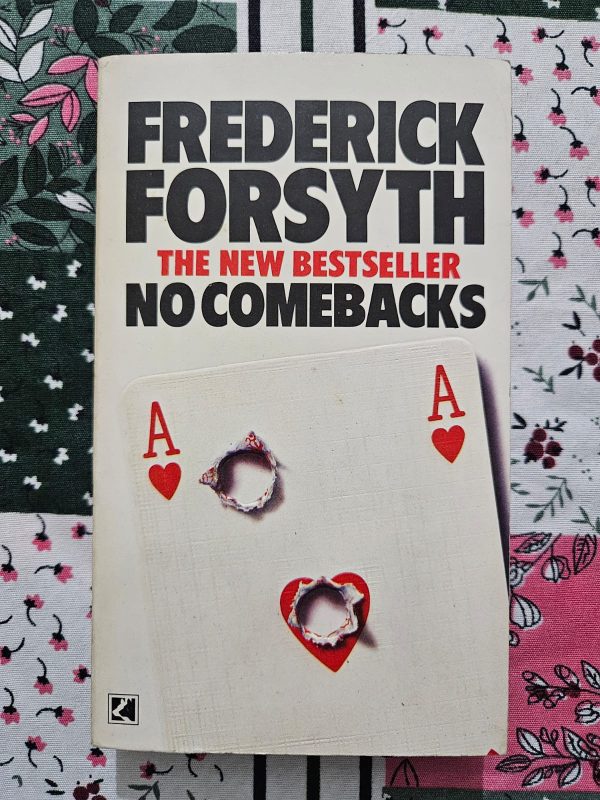 FREDERICK
FORSYTH
THE NEW BESTSELLER
NO COMEBACKS
A
A